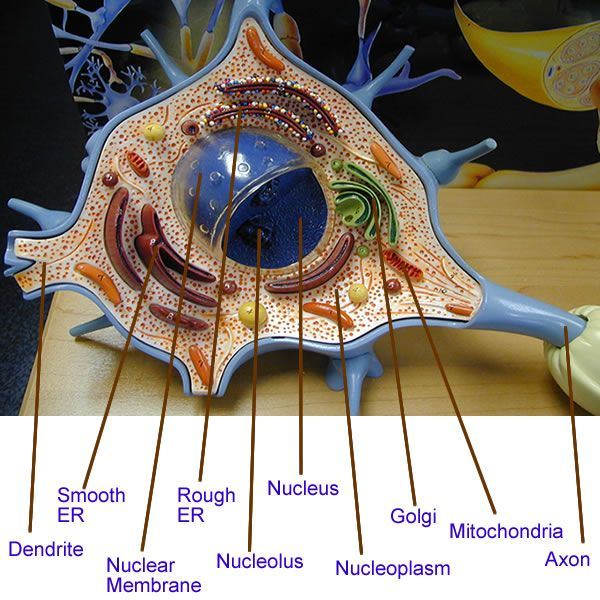 Smooth
ER
Rough
ER
Nucleus
Golgi
Mitochondria
Dendrite
Nuclear
Membrane
Nucleolus
Nucleoplasm
Axon